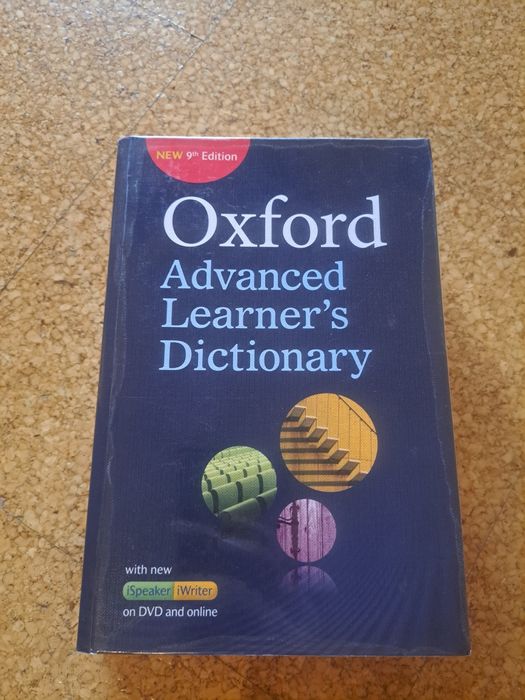 NEW 9th Edition
Oxford
Advanced
Learner's
Dictionary
with new
iSpeaker iWriter
on DVD and online